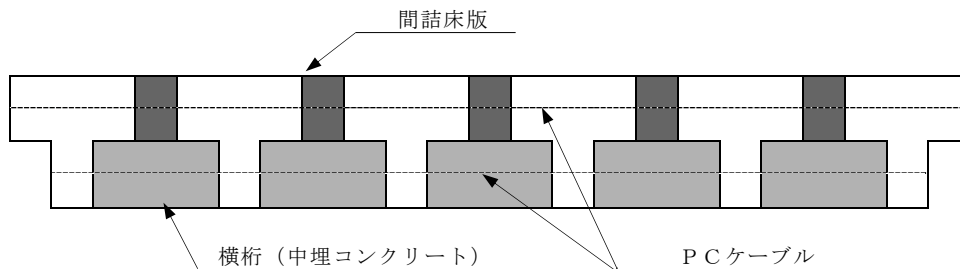 間詰床版
横桁（中埋コンクリート）
ＰＣケーブル